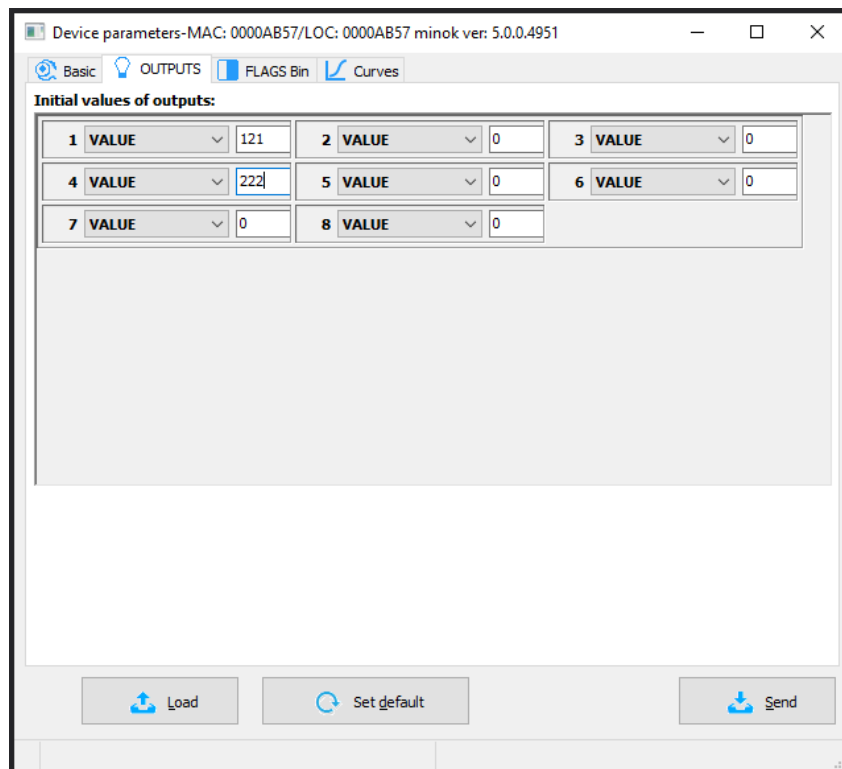 Device parameters-MAC: 0000AB57/LOC: 0000AB57 minok ver: 5.0.0.4951
Basic OUTPUTS FLAGS Bin Curves
Initial values of outputs:
1 VALUE 121 2 VALUE 0 3 VALUE 0
4 VALUE 222 5 VALUE 0 6 VALUE 0
7 VALUE 0 8 VALUE 0
Load Set default Send